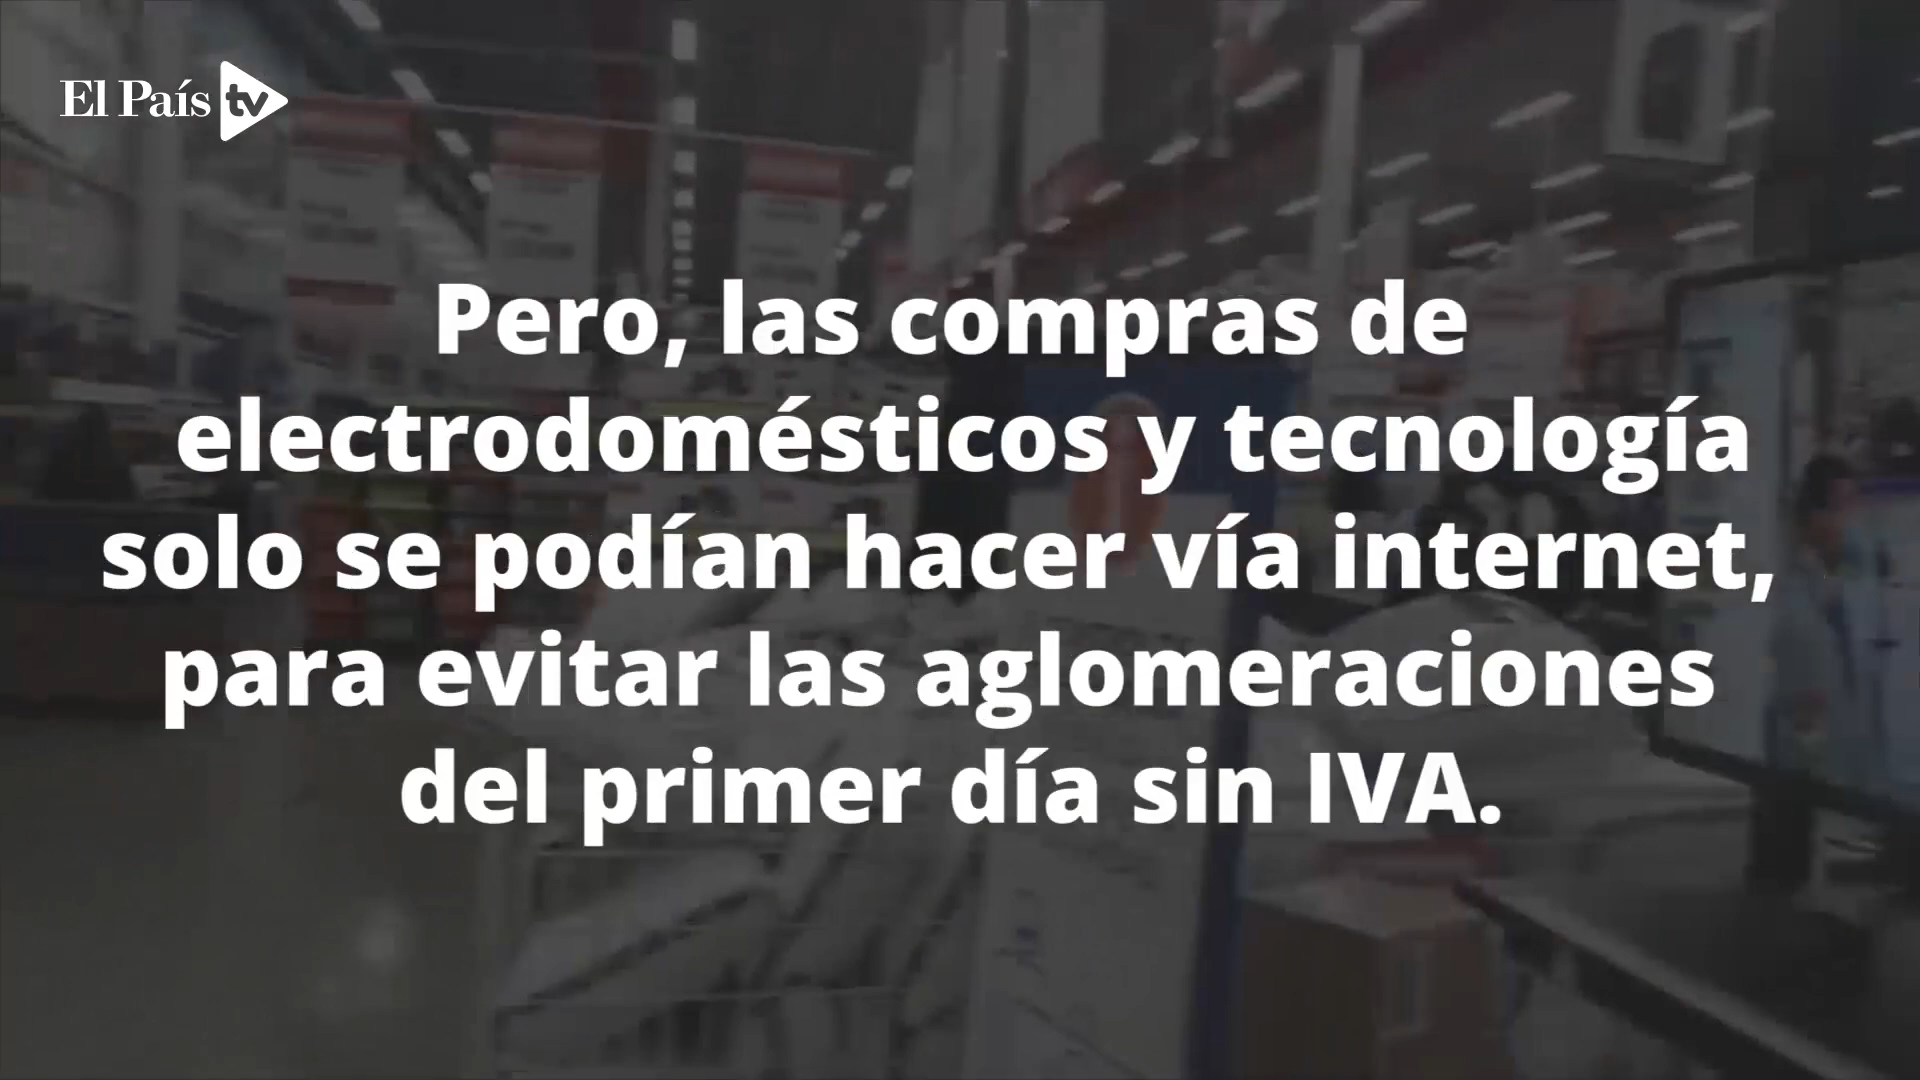 El País tv
Pero, las compras de
electrodomésticos y tecnología
solo se podían hacer vía internet,
para evitar las aglomeraciones
del primer día sin IVA.